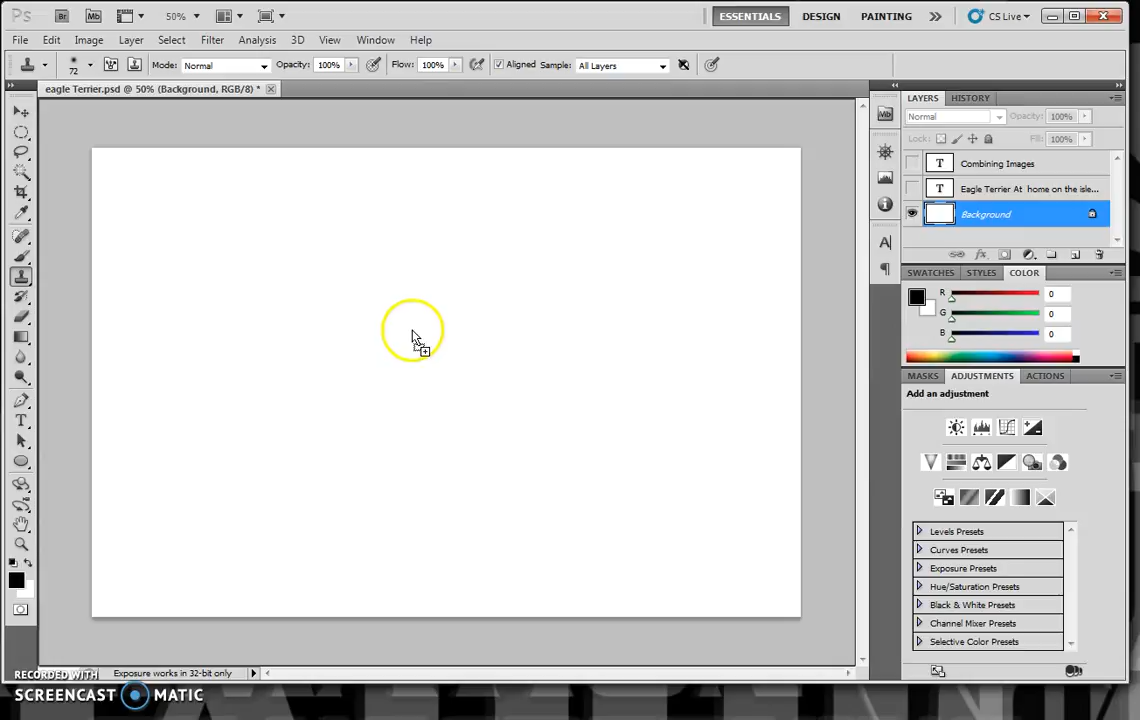 Ps Br Mb 50% ESSENTIALS DESIGN PAINTING CS Live
File Edit Image Layer Select Filter Analysis 3D View Window Help
72 Mode: Normal Opacity: 100% Flow: 100% Aligned Sample: All Layers
eagle Terrier.psd @ 50% (Background, RGB/8) *
LAYERS HISTORY
Normal Opacity: 100%
Lock: Fill: 100%
T Combining Images
T Eagle Terrier At home on the isle...
Background
SWATCHES STYLES COLOR
R 0
G 0
B 0
MASKS ADJUSTMENTS ACTIONS
Add an adjustment
Levels Presets
Curves Presets
Exposure Presets
Hue/Saturation Presets
Black & White Presets
Channel Mixer Presets
Selective Color Presets
Exposure works in 32-bit only
RECORDED WITH
SCREENCAST MATIC